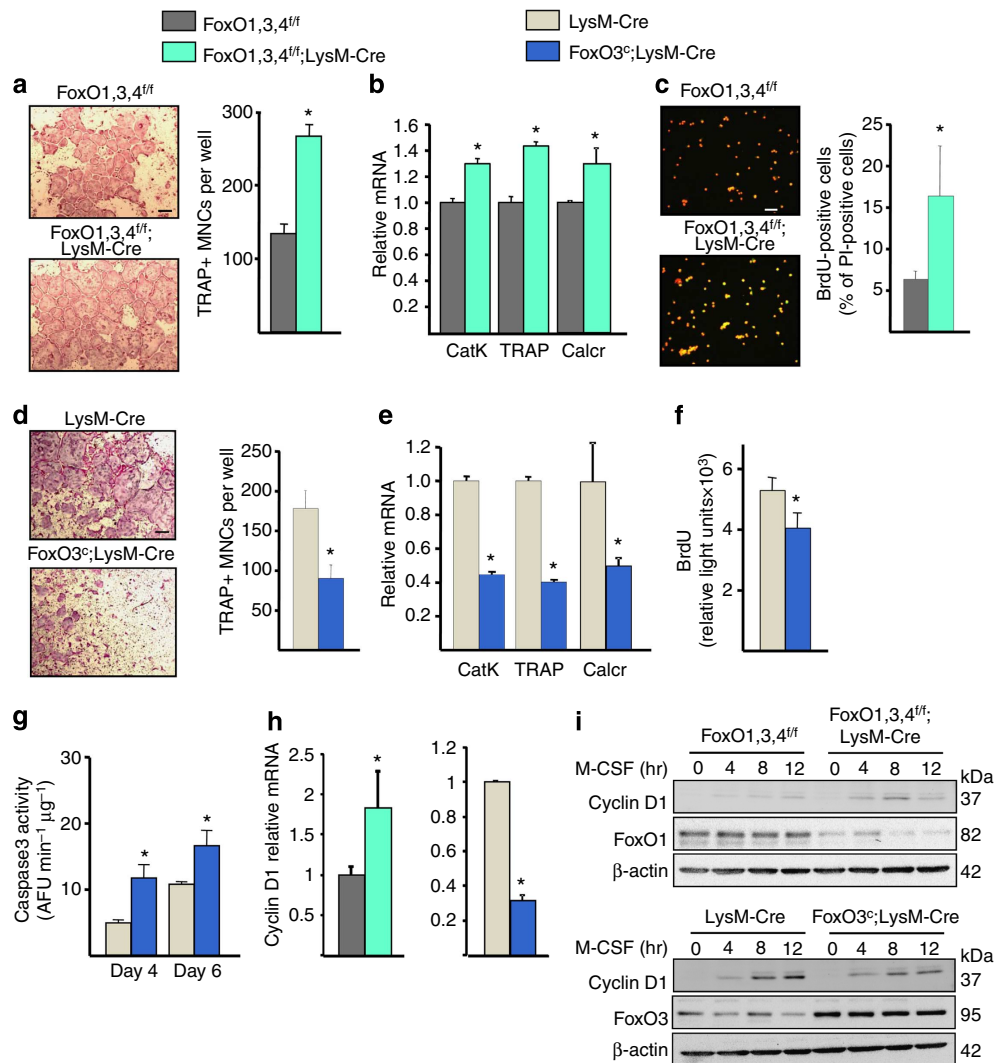 FoxO1,3,4f/f
FoxO1,3,4f/f;LysM-Cre
LysM-Cre
FoxO3c;LysM-Cre
a
FoxO1,3,4f/f
FoxO1,3,4f/f;
LysM-Cre
TRAP+ MNCs per well
300
200
100
*
b
Relative mRNA
1.6
1.4
1.2
1.0
0.8
0.6
0.4
0.2
*
*
*
CatK TRAP Calcr
c
FoxO1,3,4f/f
FoxO1,3,4f/f;
LysM-Cre
BrdU-positive cells
(% of PI-positive cells)
25
20
15
10
5
*
d
LysM-Cre
FoxO3c;LysM-Cre
TRAP+ MNCs per well
250
200
150
100
50
*
e
Relative mRNA
1.2
1.0
0.8
0.6
0.4
0.2
*
*
*
CatK TRAP Calcr
f
BrdU
(relative light units×10³)
6
4
2
*
g
Caspase3 activity
(AFU min⁻¹ μg⁻¹)
30
20
10
*
*
Day 4 Day 6
h
Cyclin D1 relative mRNA
2.5
2
1.5
1
0.5
*
1.2
1
0.8
0.6
0.4
0.2
*
i
FoxO1,3,4f/f
FoxO1,3,4f/f;
LysM-Cre
M-CSF (hr) 0 4 8 12 0 4 8 12 kDa
Cyclin D1 37
FoxO1 82
β-actin 42
LysM-Cre FoxO3c;LysM-Cre
M-CSF (hr) 0 4 8 12 0 4 8 12 kDa
Cyclin D1 37
FoxO3 95
β-actin 42